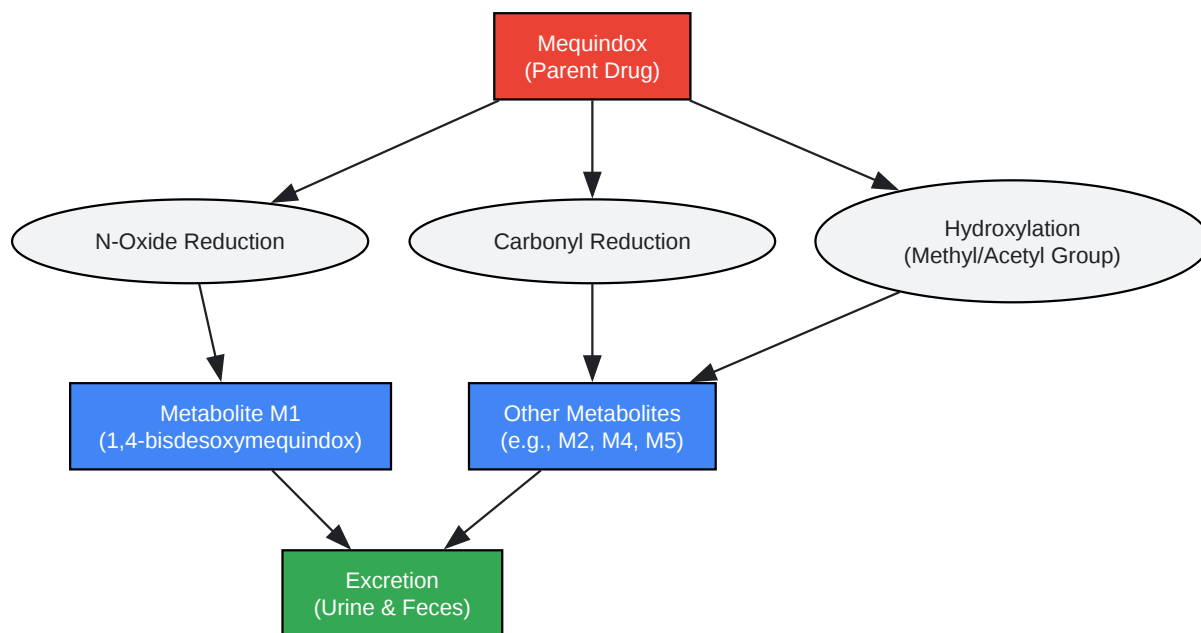 Mequindox
(Parent Drug)
N-Oxide Reduction
Carbonyl Reduction
Hydroxylation
(Methyl/Acetyl Group)
Metabolite M1
(1,4-bisdesoxymequindox)
Other Metabolites
(e.g., M2, M4, M5)
Excretion
(Urine & Feces)